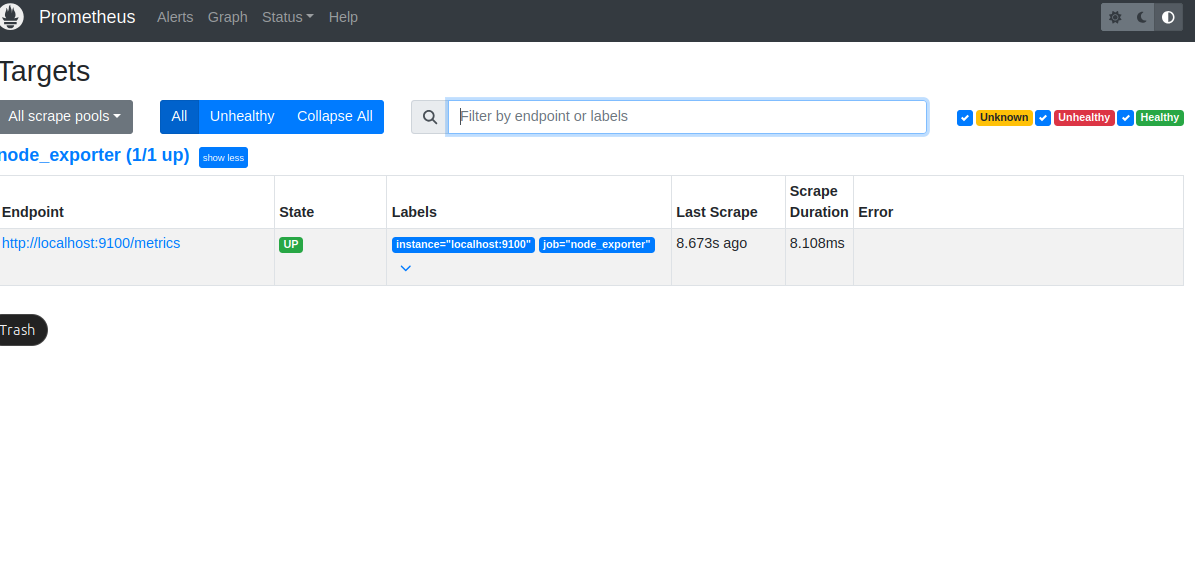 Prometheus Alerts Graph Status Help
Targets
All scrape pools All Unhealthy Collapse All Filter by endpoint or labels Unknown Unhealthy Healthy
node_exporter (1/1 up) show less
Endpoint State Labels Last Scrape Scrape Duration Error
http://localhost:9100/metrics UP instance="localhost:9100" job="node_exporter" 8.673s ago 8.108ms
Trash